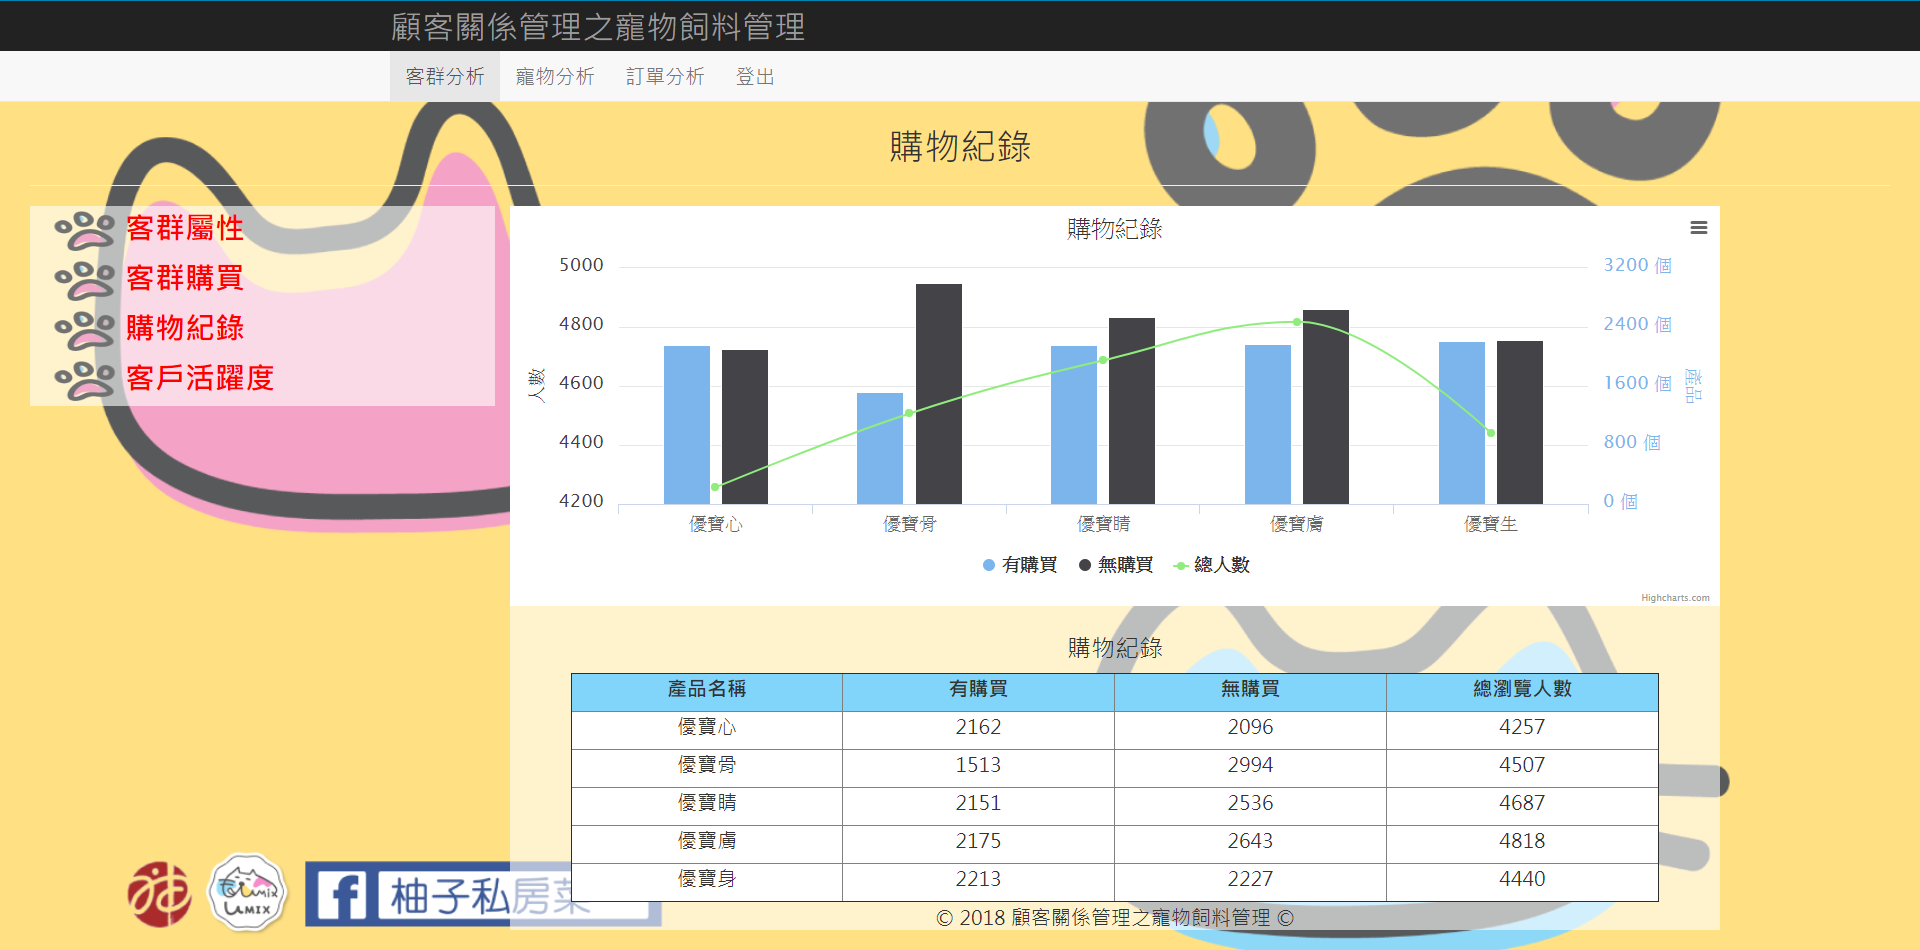 顧客關係管理之寵物飼料管理
客群分析 寵物分析 訂單分析 登出
購物紀錄
客群屬性
客群購買
購物紀錄
客戶活躍度
購物紀錄
5000
4800
4600
4400
4200
人數
3200 個
2400 個
1600 個
800 個
0 個
產品
優寶心 優寶骨 優寶睛 優寶膚 優寶生
有購買 無購買 總人數
Highcharts.com
購物紀錄
產品名稱 有購買 無購買 總瀏覽人數
優寶心 2162 2096 4257
優寶骨 1513 2994 4507
優寶睛 2151 2536 4687
優寶膚 2175 2643 4818
優寶身 2213 2227 4440
f 柚子私房菜
© 2018 顧客關係管理之寵物飼料管理 ©